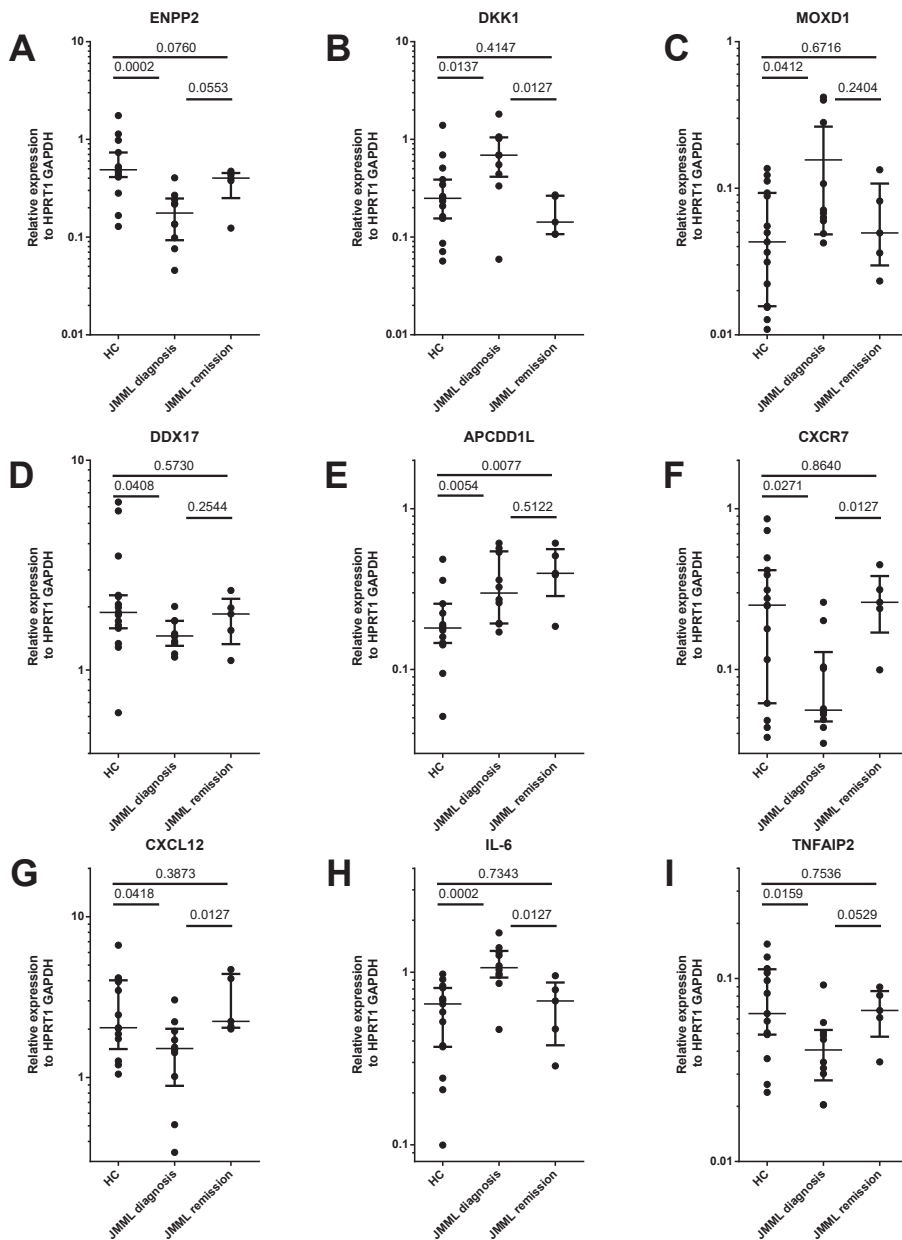 ENPP2
A
10
0.0760
0.0002
0.0553
1
0.1
0.01
Relative expression
to HPRT1 GAPDH
HC
JMML diagnosis
JMML remission
DKK1
B
10
0.4147
0.0137
0.0127
1
0.1
0.01
Relative expression
to HPRT1 GAPDH
HC
JMML diagnosis
JMML remission
MOXD1
C
1
0.6716
0.0412
0.2404
0.1
0.01
Relative expression
to HPRT1 GAPDH
HC
JMML diagnosis
JMML remission
DDX17
D
10
0.5730
0.0408
0.2544
1
Relative expression
to HPRT1 GAPDH
HC
JMML diagnosis
JMML remission
APCDD1L
E
0.0077
0.0054
0.5122
1
0.1
Relative expression
to HPRT1 GAPDH
HC
JMML diagnosis
JMML remission
CXCR7
F
0.8640
0.0271
0.0127
1
0.1
Relative expression
to HPRT1 GAPDH
HC
JMML diagnosis
JMML remission
CXCL12
G
0.3873
0.0418
0.0127
10
1
Relative expression
to HPRT1 GAPDH
HC
JMML diagnosis
JMML remission
IL-6
H
0.7343
0.0002
0.0127
1
0.1
Relative expression
to HPRT1 GAPDH
HC
JMML diagnosis
JMML remission
TNFAIP2
I
0.7536
0.0159
0.0529
1
0.1
0.01
Relative expression
to HPRT1 GAPDH
HC
JMML diagnosis
JMML remission